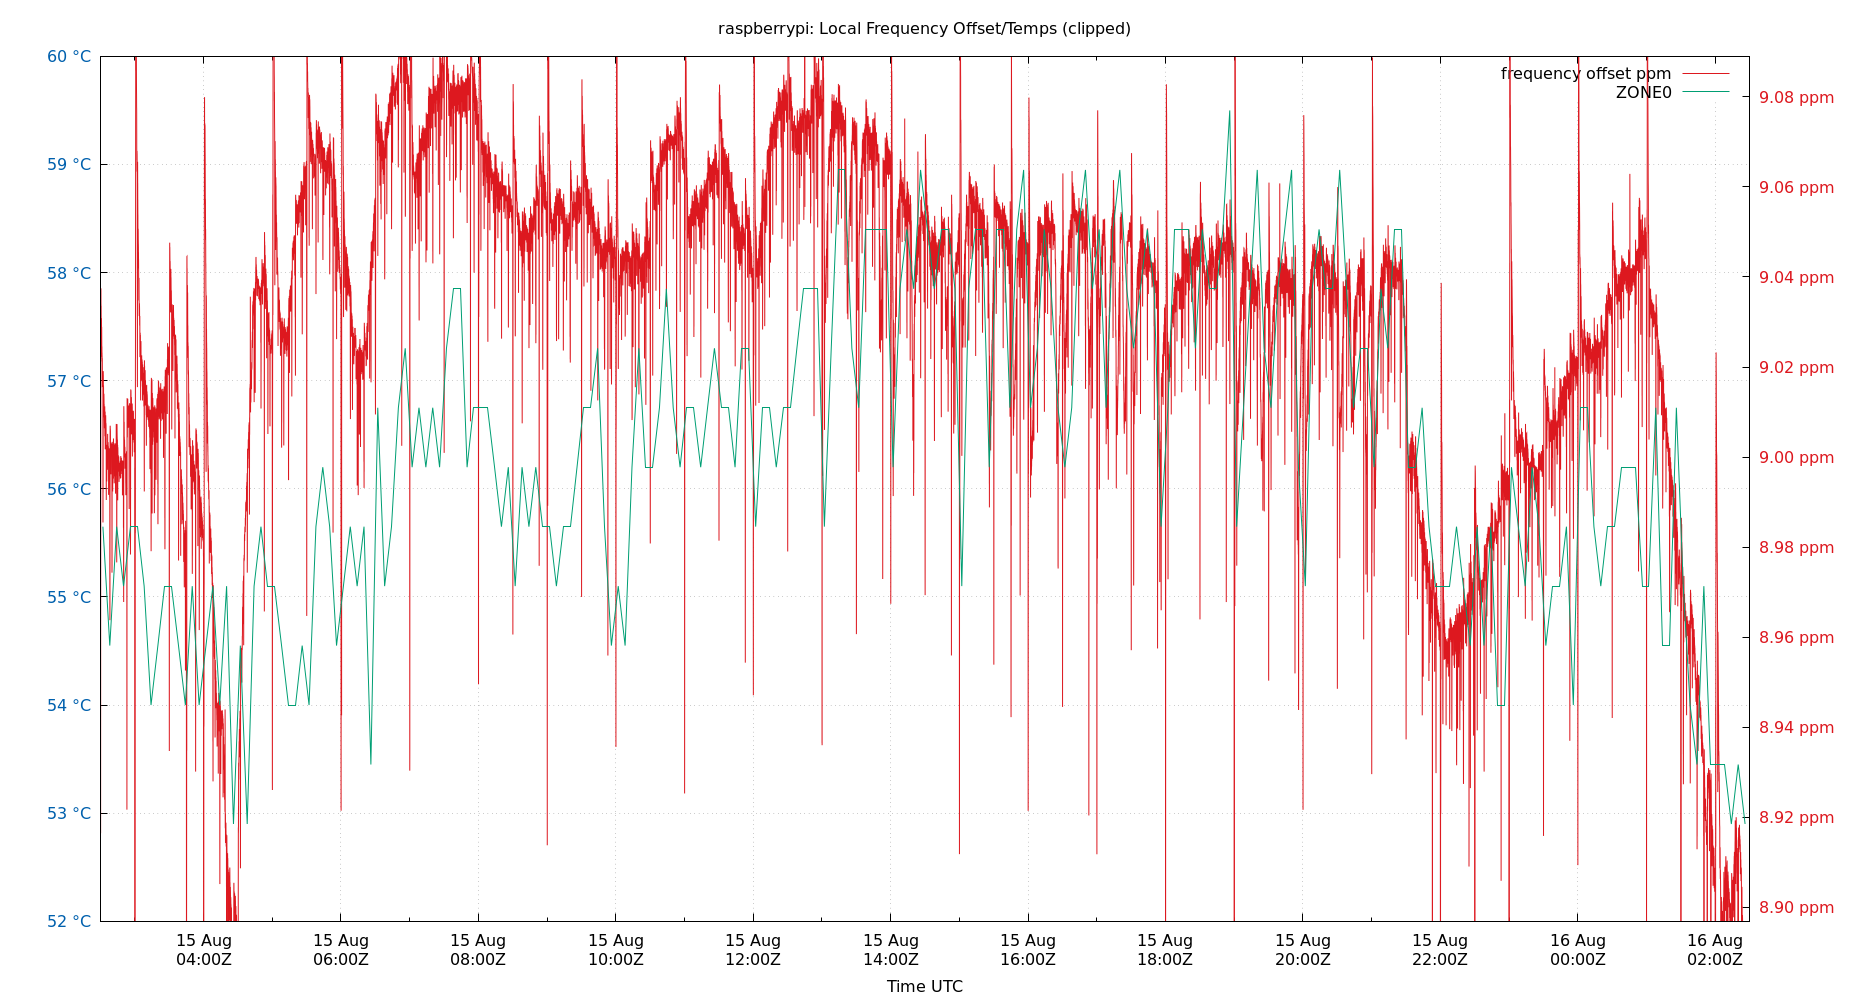 raspberrypi: Local Frequency Offset/Temps (clipped)
60 °C
59 °C
58 °C
57 °C
56 °C
55 °C
54 °C
53 °C
52 °C
frequency offset ppm
ZONE0
9.08 ppm
9.06 ppm
9.04 ppm
9.02 ppm
9.00 ppm
8.98 ppm
8.96 ppm
8.94 ppm
8.92 ppm
8.90 ppm
15 Aug
04:00Z
15 Aug
06:00Z
15 Aug
08:00Z
15 Aug
10:00Z
15 Aug
12:00Z
15 Aug
14:00Z
15 Aug
16:00Z
15 Aug
18:00Z
15 Aug
20:00Z
15 Aug
22:00Z
16 Aug
00:00Z
16 Aug
02:00Z
Time UTC